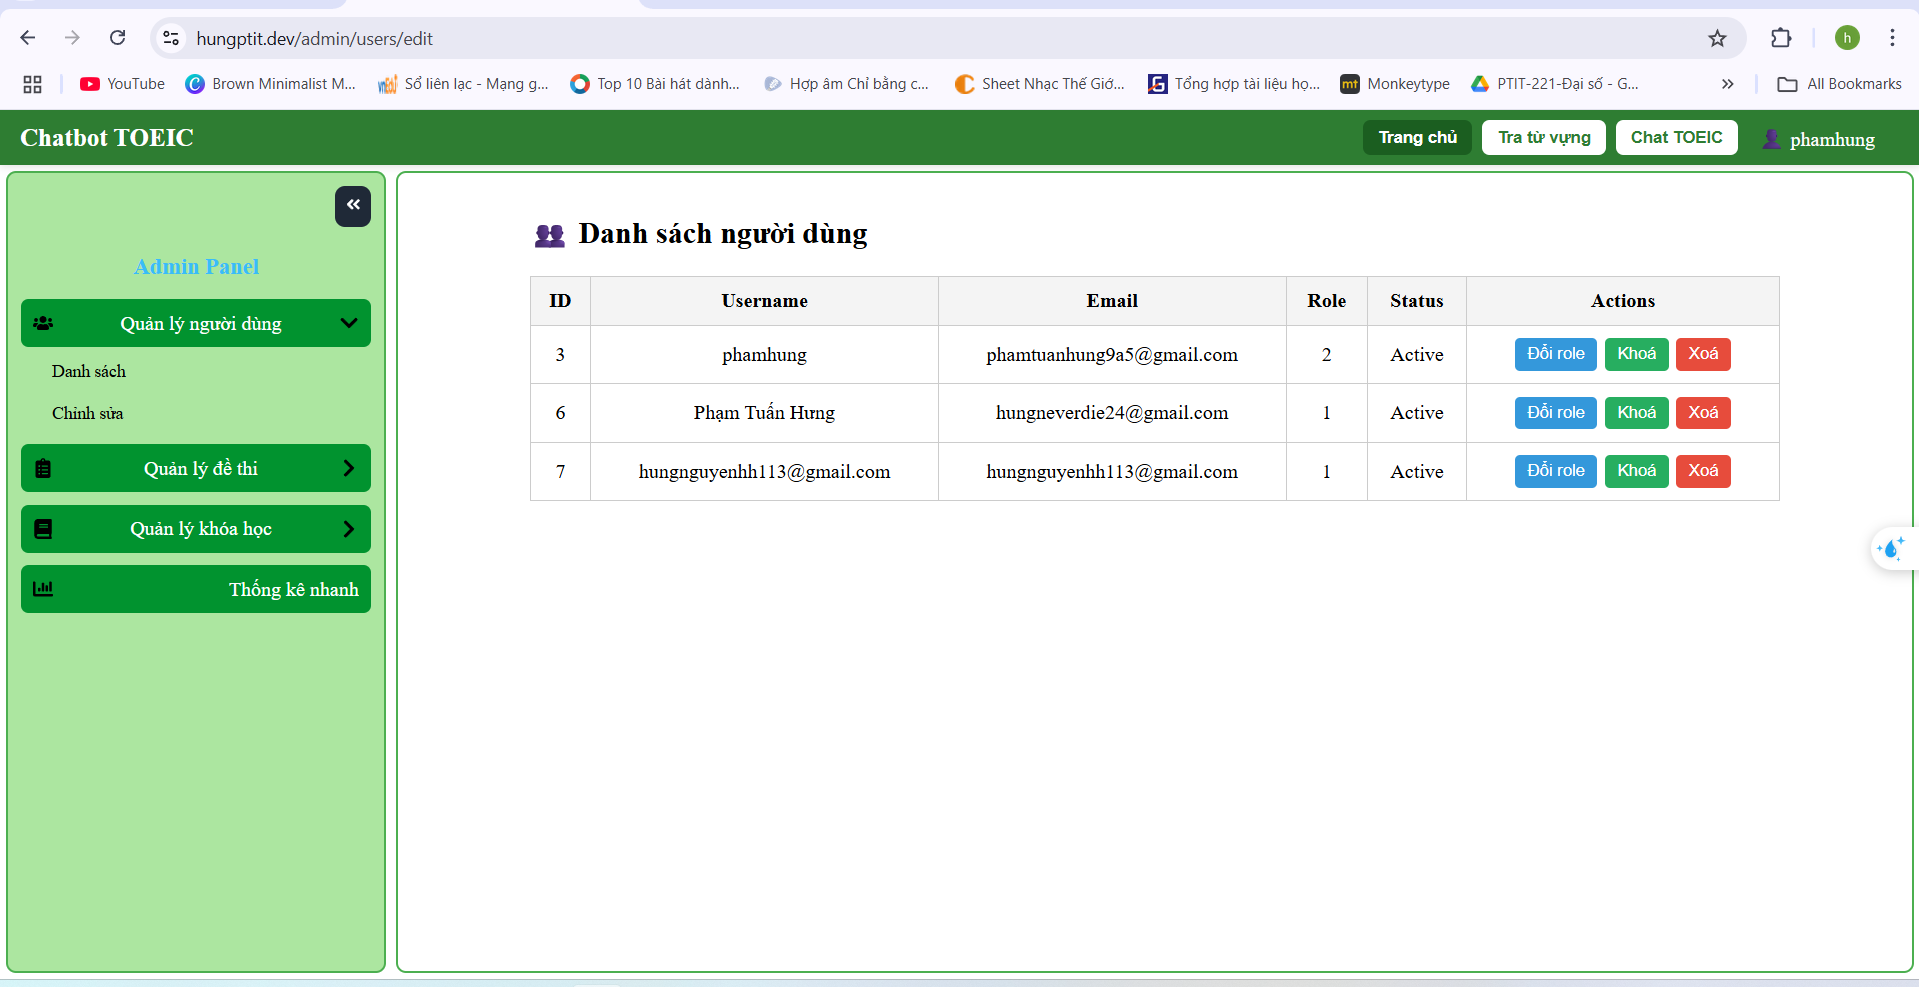 hungptit.dev/admin/users/edit
h
YouTube
Brown Minimalist M...
Sổ liên lạc - Mạng g...
Top 10 Bài hát dành...
Hợp âm Chỉ bằng c...
Sheet Nhạc Thế Giớ...
Tổng hợp tài liệu họ...
mt
Monkeytype
PTIT-221-Đại số - G...
All Bookmarks
Chatbot TOEIC
Trang chủ
Tra từ vựng
Chat TOEIC
phamhung
Admin Panel
Quản lý người dùng
Danh sách
Chỉnh sửa
Quản lý đề thi
Quản lý khóa học
Thống kê nhanh
Danh sách người dùng
ID Username Email Role Status Actions
3 phamhung phamtuanhung9a5@gmail.com 2 Active Đổi role Khoá Xoá
6 Phạm Tuấn Hưng hungneverdie24@gmail.com 1 Active Đổi role Khoá Xoá
7 hungnguyenhh113@gmail.com hungnguyenhh113@gmail.com 1 Active Đổi role Khoá Xoá